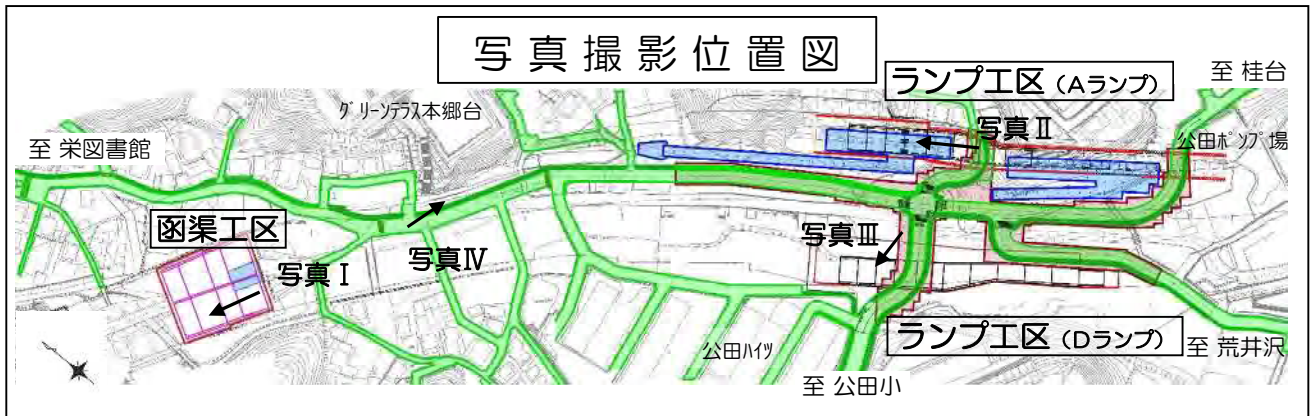 写真撮影位置図
ランプ工区（Aランプ）
至 桂台
グリーンテラス本郷台
写真Ⅱ
公田ポンプ場
至 栄図書館
函渠工区
写真Ⅲ
写真Ⅰ
写真Ⅳ
ランプ工区（Dランプ）
至 荒井沢
公田ハイツ
至 公田小